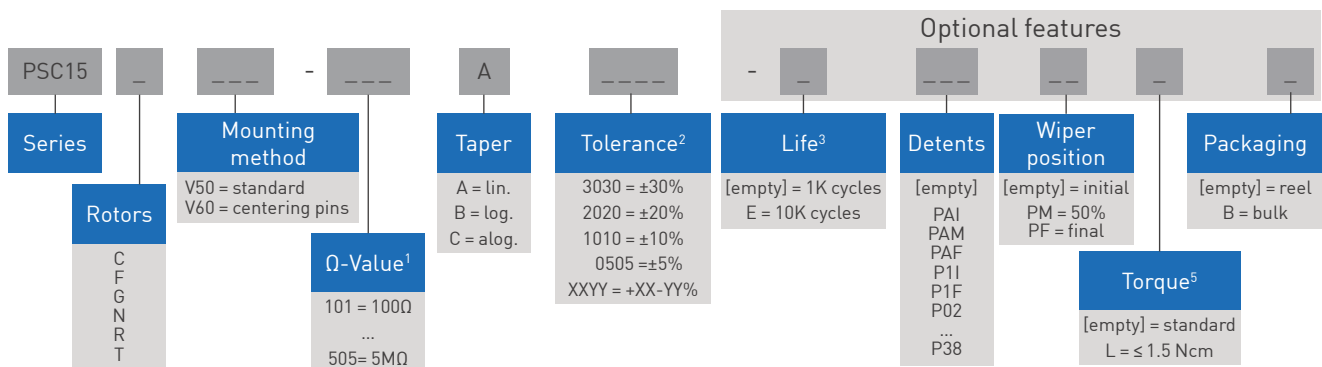 Optional features
PSC15 _ _ _ _ - _ _ _ A _ _ _ _ - _ _ _ _ _ _ _ _
Series
Rotors
C
F
G
N
R
T
Mounting
method
V50 = standard
V60 = centering pins
Ω-Value¹
101 = 100Ω
...
505= 5MΩ
Taper
A = lin.
B = log.
C = alog.
Tolerance²
3030 = ±30%
2020 = ±20%
1010 = ±10%
0505 =±5%
XXYY = +XX-YY%
Life³
[empty] = 1K cycles
E = 10K cycles
Detents
[empty]
PAI
PAM
PAF
P1I
P1F
P02
...
P38
Wiper
position
[empty] = initial
PM = 50%
PF = final
Torque⁵
[empty] = standard
L = ≤ 1.5 Ncm
Packaging
[empty] = reel
B = bulk